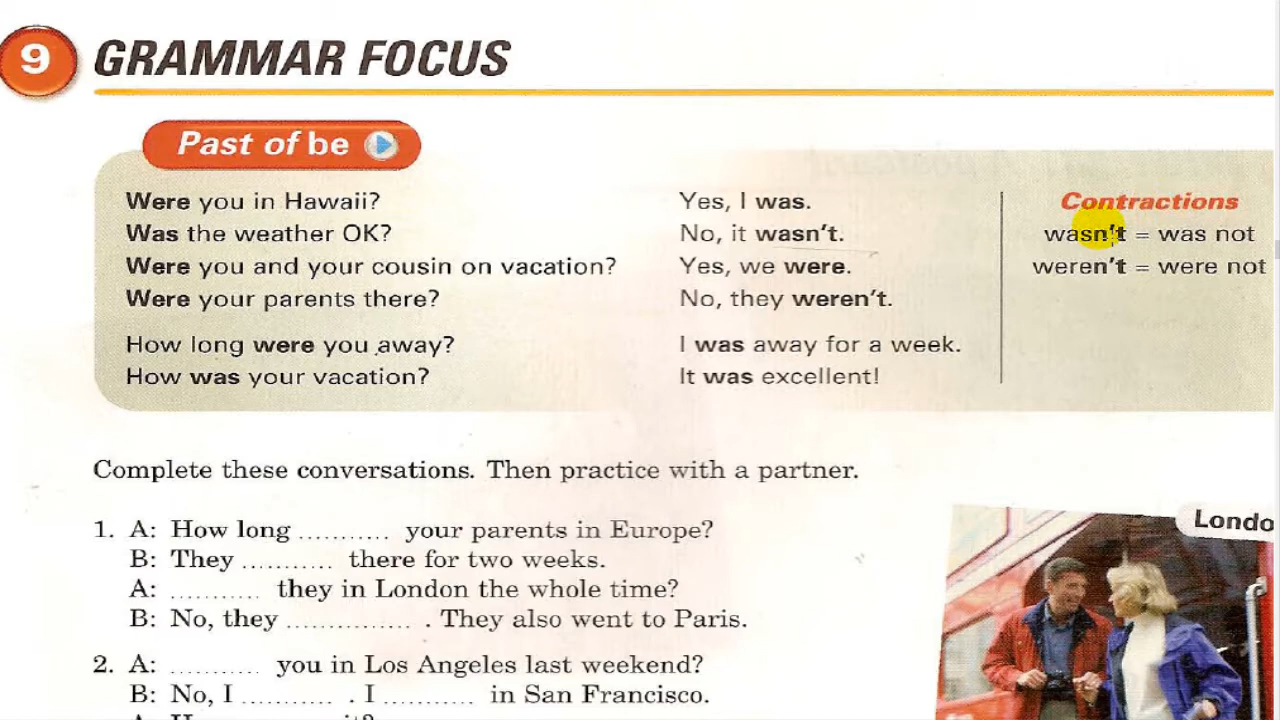 9 GRAMMAR FOCUS
Past of be
Were you in Hawaii? Yes, I was. Contractions
Was the weather OK? No, it wasn't. wasn't = was not
Were you and your cousin on vacation? Yes, we were. weren't = were not
Were your parents there? No, they weren't.
How long were you away? I was away for a week.
How was your vacation? It was excellent!
Complete these conversations. Then practice with a partner.
1. A: How long ........... your parents in Europe?
B: They ........... there for two weeks.
A: ........... they in London the whole time?
B: No, they ............... . They also went to Paris.
Londo
2. A: ........... you in Los Angeles last weekend?
B: No, I ........... . I ........... in San Francisco.